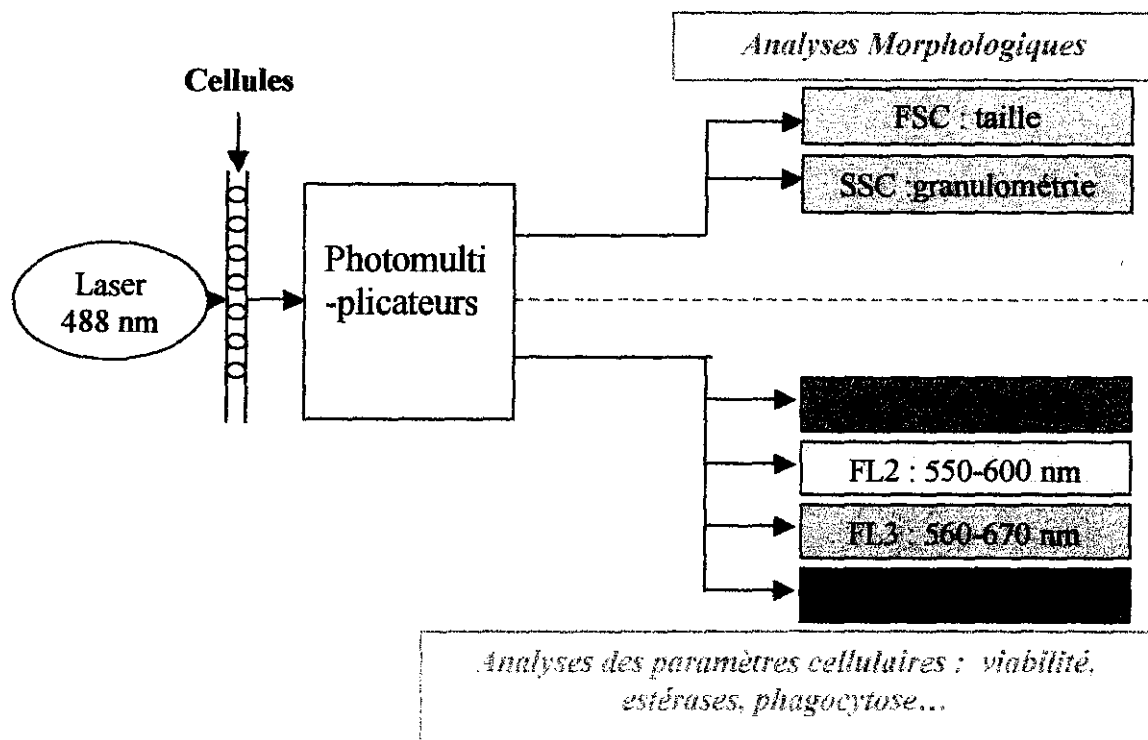 Analyses Morphologiques
Cellules
FSC : taille
SSC :granulométrie
Laser
488 nm
Photomulti
-plicateurs
FL2 : 550-600 nm
FL3 : 560-670 nm
Analyses des paramètres cellulaires : viabilité,
estérases, phagocytose...